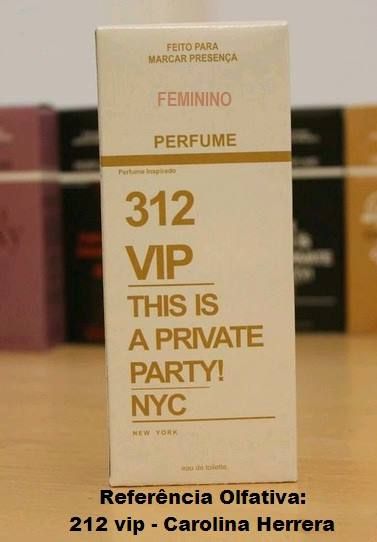 FEITO PARA
MARCAR PRESENÇA
FEMININO
PERFUME
Perfume Inspirado
312
VIP
THIS IS
A PRIVATE
PARTY!
NYC
NEW YORK
eau de toilette
Referência Olfativa:
212 vip - Carolina Herrera